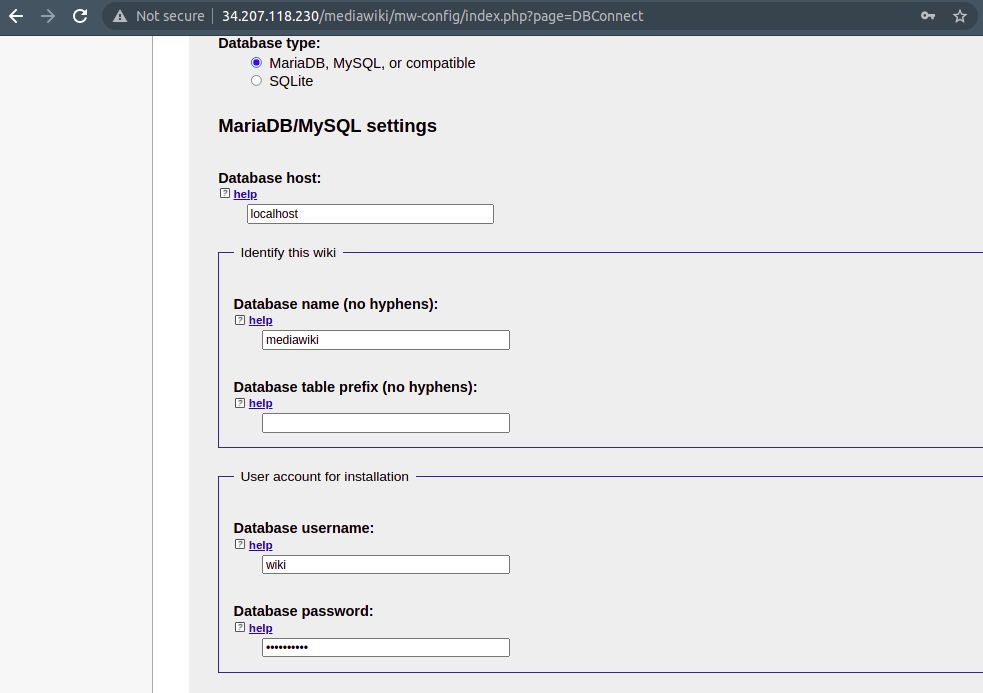 Not secure | 34.207.118.230/mediawiki/mw-config/index.php?page=DBConnect
Database type:
MariaDB, MySQL, or compatible
SQLite
MariaDB/MySQL settings
Database host:
? help
localhost
Identify this wiki
Database name (no hyphens):
? help
mediawiki
Database table prefix (no hyphens):
? help
User account for installation
Database username:
? help
wiki
Database password:
? help
••••••••••